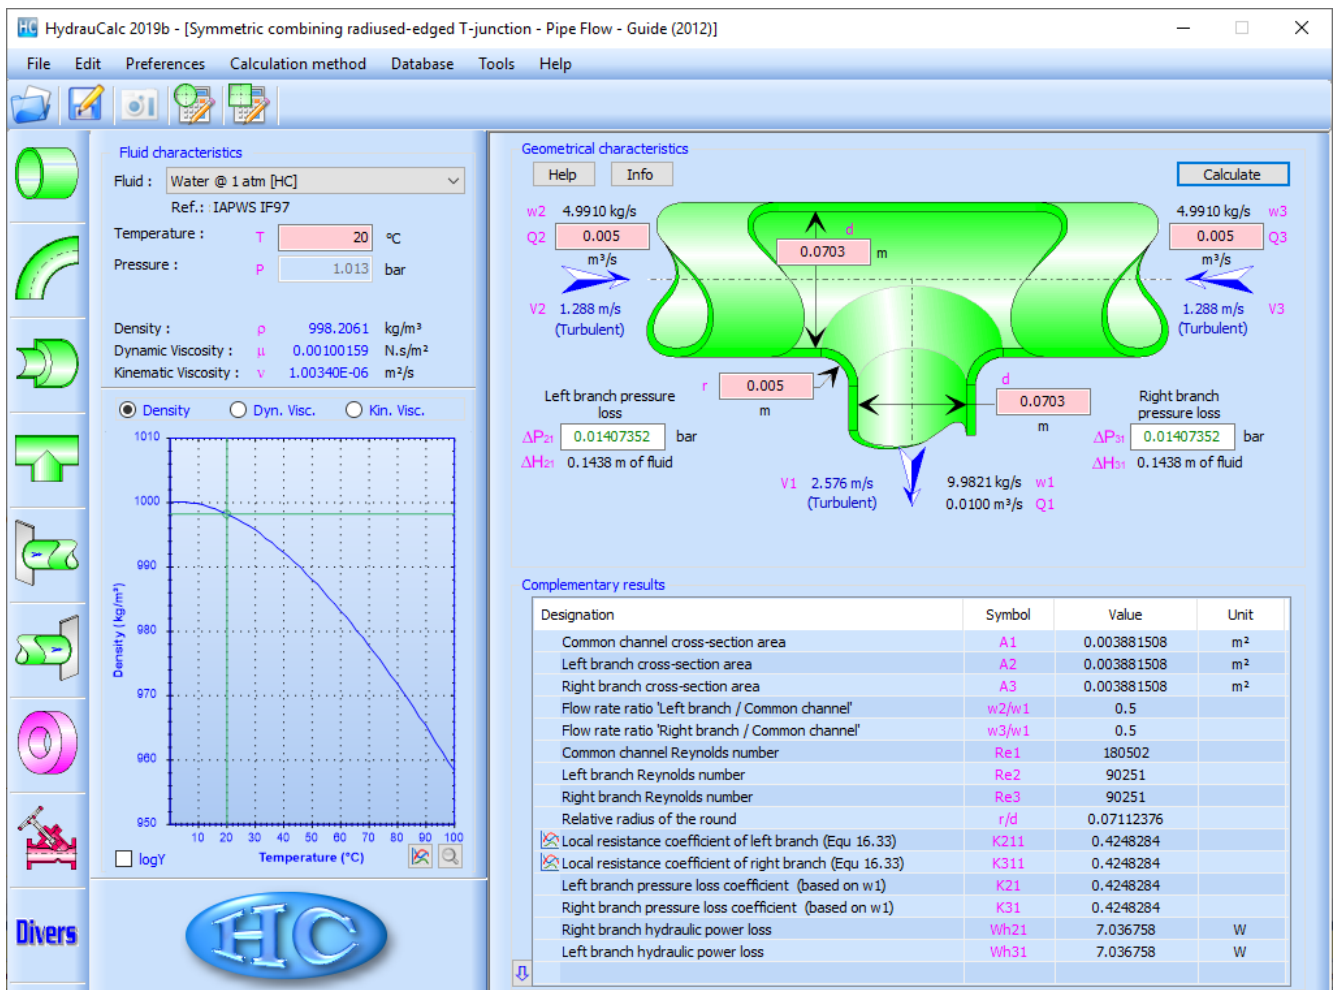 HydrauCalc 2019b - [Symmetric combining radiused-edged T-junction - Pipe Flow - Guide (2012)]
File Edit Preferences Calculation method Database Tools Help
Fluid characteristics
Fluid : Water @ 1 atm [HC]
Ref.: IAPWS IF97
Temperature : T 20 °C
Pressure : P 1.013 bar
Density : ρ 998.2061 kg/m³
Dynamic Viscosity : μ 0.00100159 N.s/m²
Kinematic Viscosity : ν 1.00340E-06 m²/s
Density Dyn. Visc. Kin. Visc.
1010
1000
990
980
970
960
950
Density (kg/m³)
10 20 30 40 50 60 70 80 90 100
logY
Temperature (°C)
Divers
HC
Geometrical characteristics
Help Info Calculate
w2 4.9910 kg/s
Q2 0.005
m³/s
V2 1.288 m/s
(Turbulent)
d
0.0703 m
4.9910 kg/s w3
0.005 Q3
m³/s
1.288 m/s V3
(Turbulent)
r 0.005
m
d
0.0703
m
Left branch pressure
loss
ΔP21 0.01407352 bar
ΔH21 0.1438 m of fluid
Right branch
pressure loss
ΔP31 0.01407352 bar
ΔH31 0.1438 m of fluid
V1 2.576 m/s
(Turbulent)
9.9821 kg/s w1
0.0100 m³/s Q1
Complementary results
Designation Symbol Value Unit
Common channel cross-section area A1 0.003881508 m²
Left branch cross-section area A2 0.003881508 m²
Right branch cross-section area A3 0.003881508 m²
Flow rate ratio 'Left branch / Common channel' w2/w1 0.5
Flow rate ratio 'Right branch / Common channel' w3/w1 0.5
Common channel Reynolds number Re1 180502
Left branch Reynolds number Re2 90251
Right branch Reynolds number Re3 90251
Relative radius of the round r/d 0.07112376
Local resistance coefficient of left branch (Equ 16.33) K211 0.4248284
Local resistance coefficient of right branch (Equ 16.33) K311 0.4248284
Left branch pressure loss coefficient (based on w1) K21 0.4248284
Right branch pressure loss coefficient (based on w1) K31 0.4248284
Right branch hydraulic power loss Wh21 7.036758 W
Left branch hydraulic power loss Wh31 7.036758 W